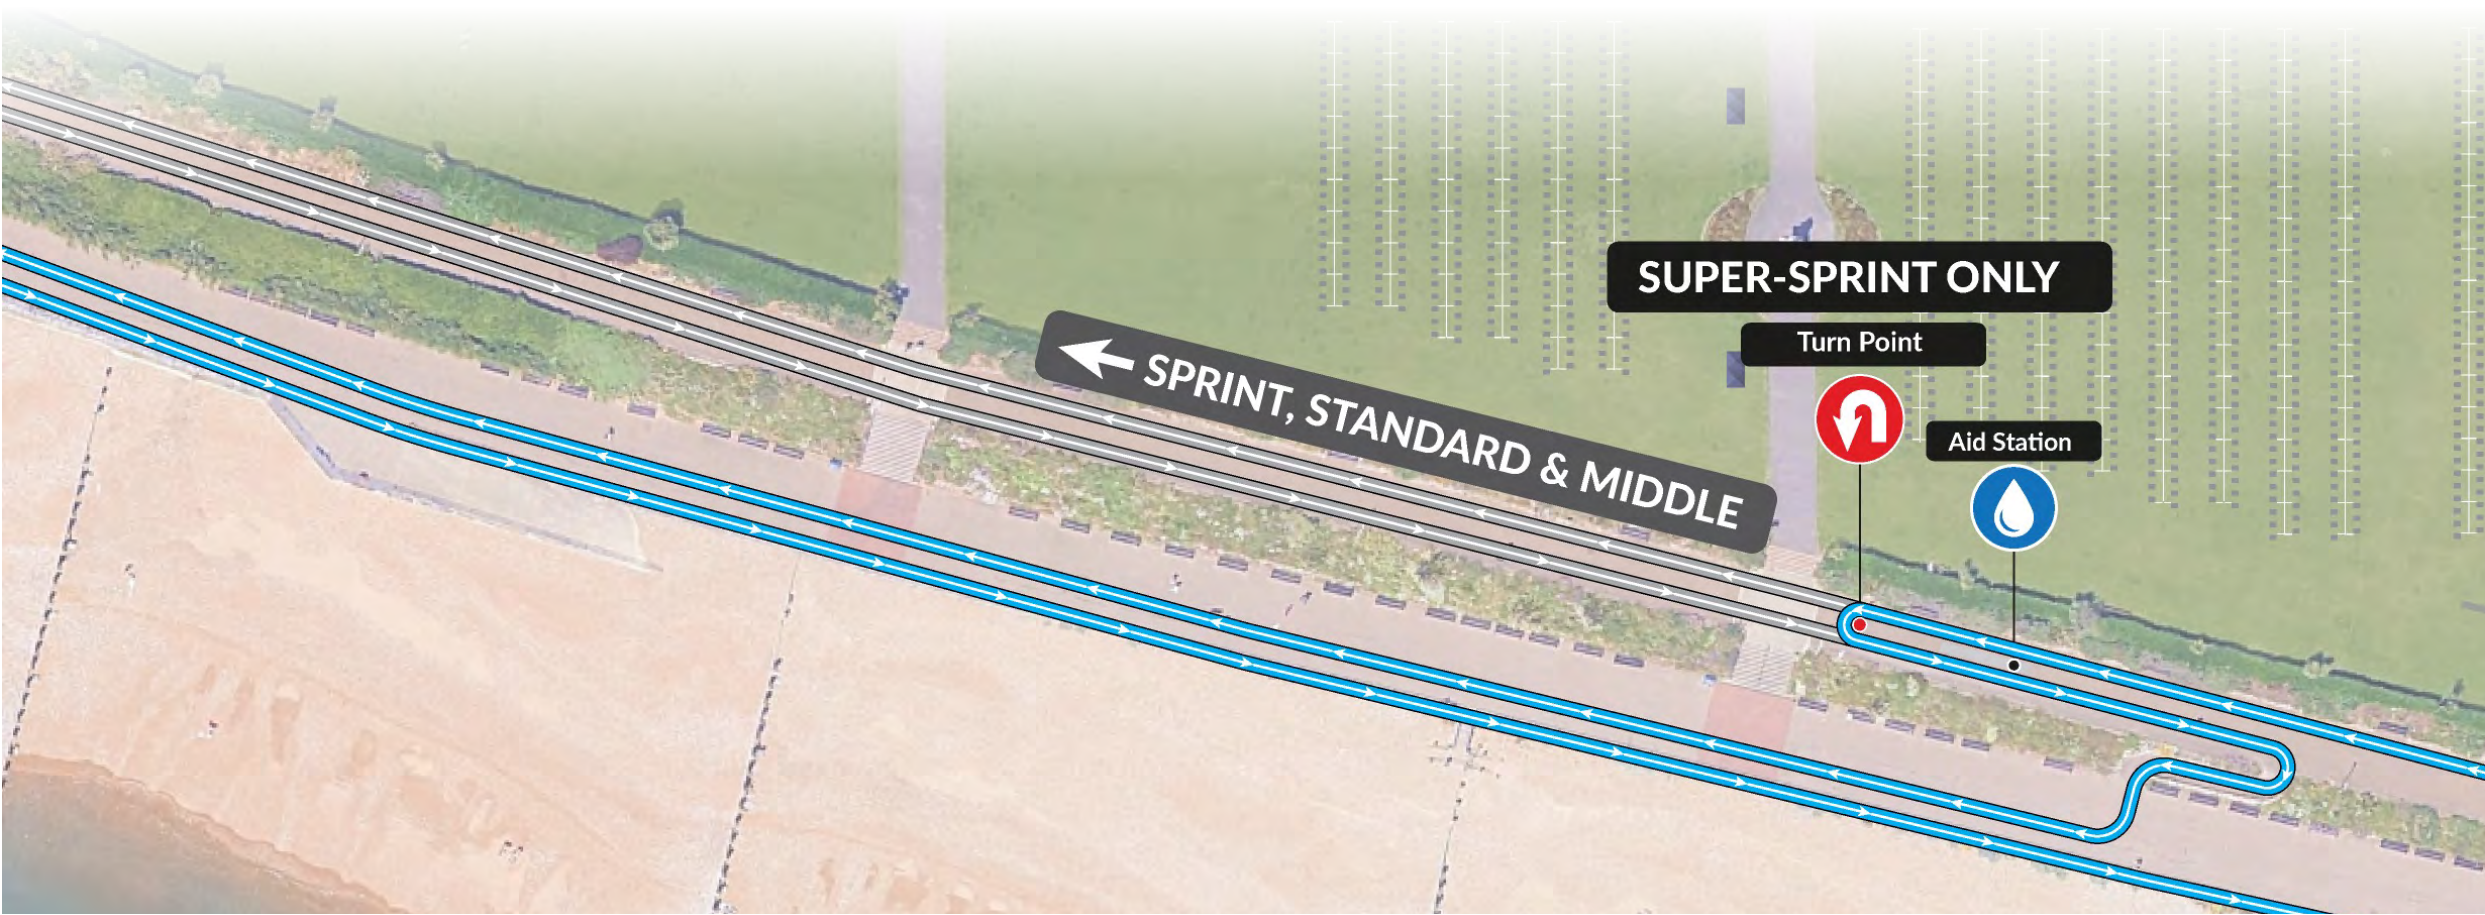 SUPER-SPRINT ONLY
Turn Point
SPRINT, STANDARD & MIDDLE
Aid Station